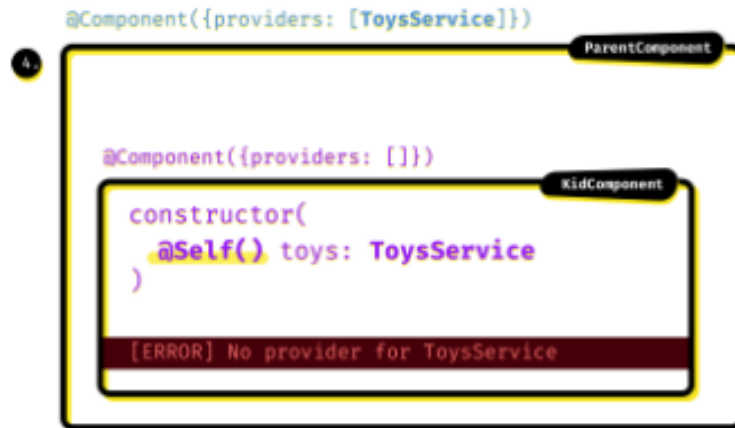 @Component({providers: [ToysService]})
ParentComponent
4.
@Component({providers: []})
KidComponent
constructor(
@Self() toys: ToysService
)
[ERROR] No provider for ToysService